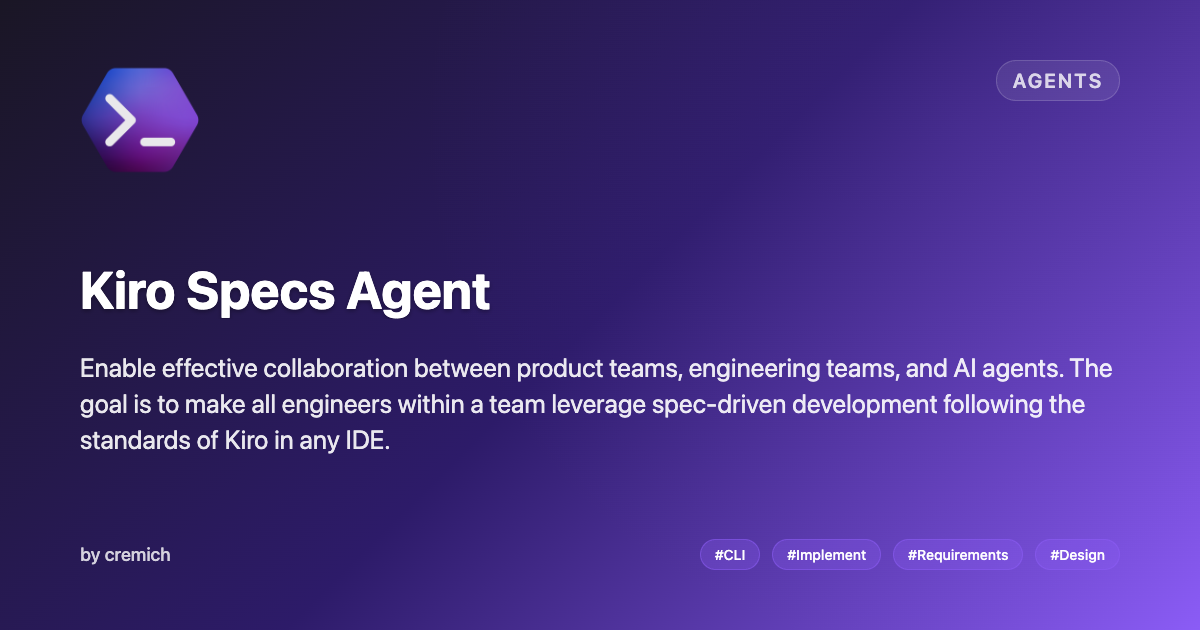 AGENTS
Kiro Specs Agent
Enable effective collaboration between product teams, engineering teams, and AI agents. The
goal is to make all engineers within a team leverage spec-driven development following the
standards of Kiro in any IDE.
by cremich
#CLI
#Implement
#Requirements
#Design